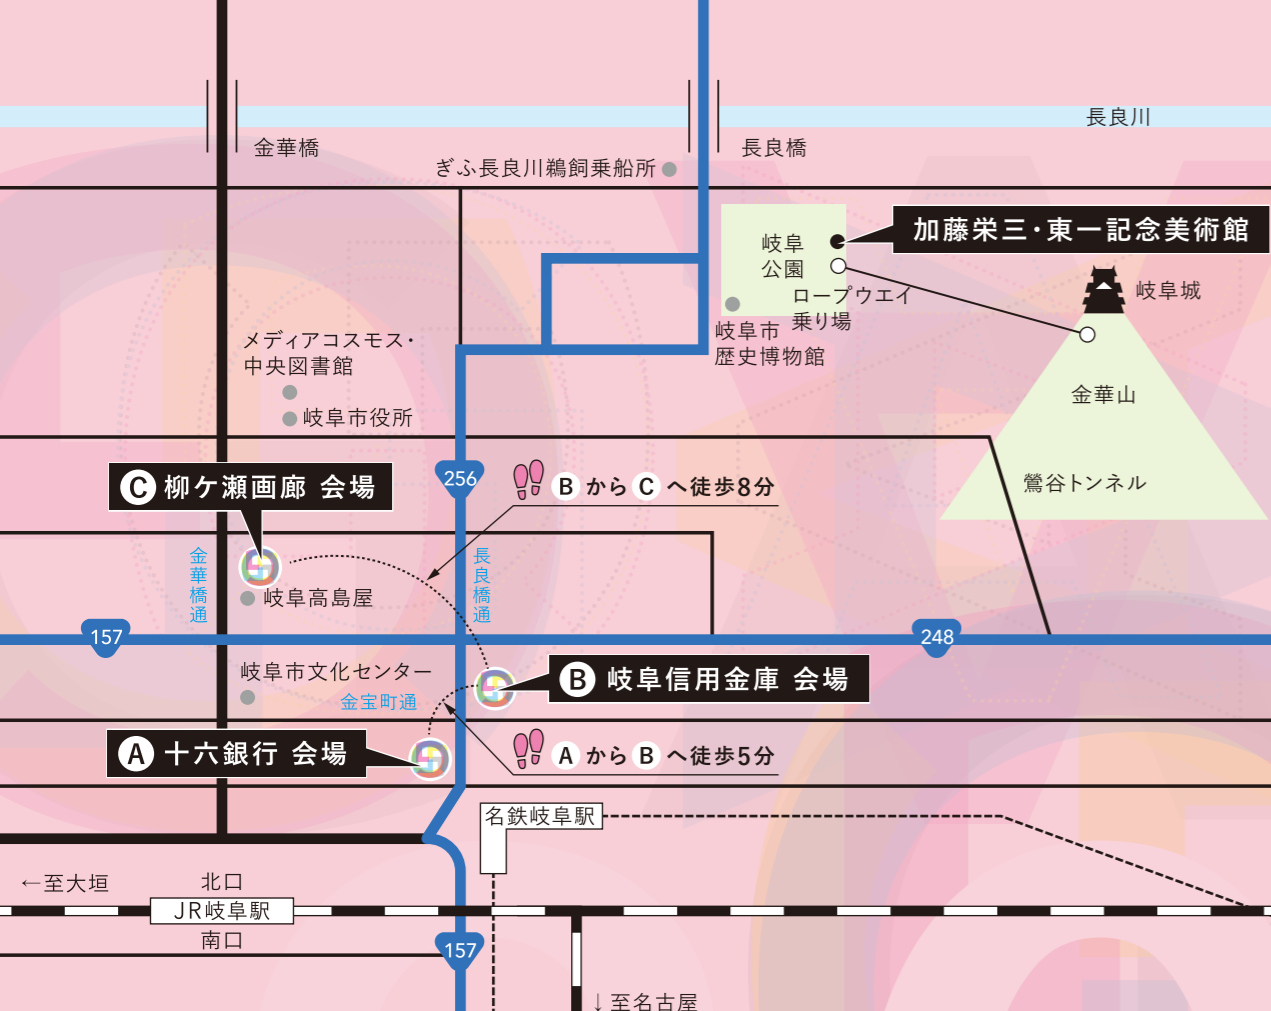 長良川
金華橋
長良橋
ぎふ長良川鵜飼乗船所
加藤栄三・東一記念美術館
岐阜
公園
ロープウエイ
乗り場
岐阜城
岐阜市
歴史博物館
メディアコスモス・
中央図書館
岐阜市役所
金華山
鶯谷トンネル
256
Ⓑ から Ⓒ へ徒歩8分
Ⓒ 柳ケ瀬画廊 会場
金華橋通
長良橋通
岐阜高島屋
157
248
岐阜市文化センター
金宝町通
Ⓑ 岐阜信用金庫 会場
Ⓐ 十六銀行 会場
Ⓐ から Ⓑ へ徒歩5分
名鉄岐阜駅
←至大垣
北口
JR岐阜駅
南口
157
↓至名古屋